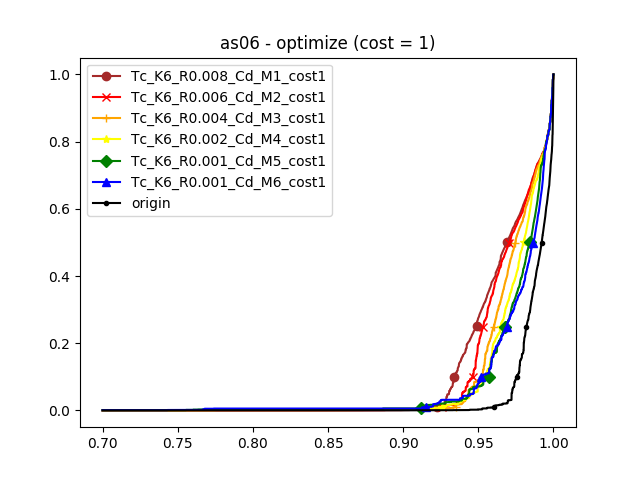 as06 - optimize (cost = 1)
Tc_K6_R0.008_Cd_M1_cost1
Tc_K6_R0.006_Cd_M2_cost1
Tc_K6_R0.004_Cd_M3_cost1
Tc_K6_R0.002_Cd_M4_cost1
Tc_K6_R0.001_Cd_M5_cost1
Tc_K6_R0.001_Cd_M6_cost1
origin
1.0
0.8
0.6
0.4
0.2
0.0
0.70 0.75 0.80 0.85 0.90 0.95 1.00